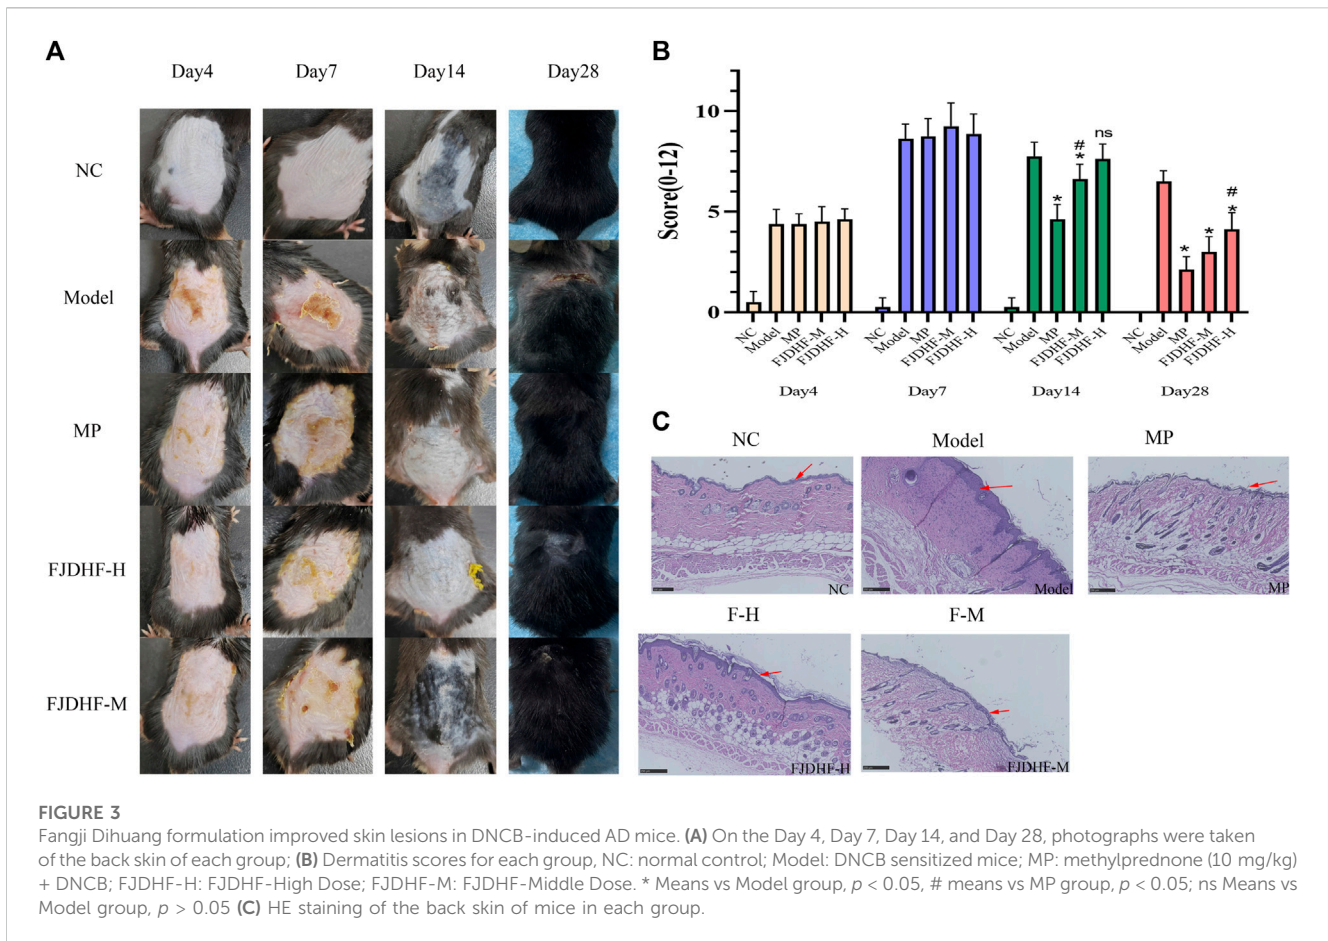 A
Day4 Day7 Day14 Day28
NC
Model
MP
FJDHF-H
FJDHF-M
B
Score(0-12)
10
5
0
* # * ns * * # *
NC Model MP FJDHF-M FJDHF-H NC Model MP FJDHF-M FJDHF-H NC Model MP FJDHF-M FJDHF-H NC Model MP FJDHF-M FJDHF-H
Day4 Day7 Day14 Day28
C
NC Model MP
NC Model MP
F-H F-M
FJDHF-H FJDHF-M
FIGURE 3
Fangji Dihuang formulation improved skin lesions in DNCB-induced AD mice. (A) On the Day 4, Day 7, Day 14, and Day 28, photographs were taken
of the back skin of each group; (B) Dermatitis scores for each group, NC: normal control; Model: DNCB sensitized mice; MP: methylprednone (10 mg/kg)
+ DNCB; FJDHF-H: FJDHF-High Dose; FJDHF-M: FJDHF-Middle Dose. * Means vs Model group, p < 0.05, # means vs MP group, p < 0.05; ns Means vs
Model group, p > 0.05 (C) HE staining of the back skin of mice in each group.